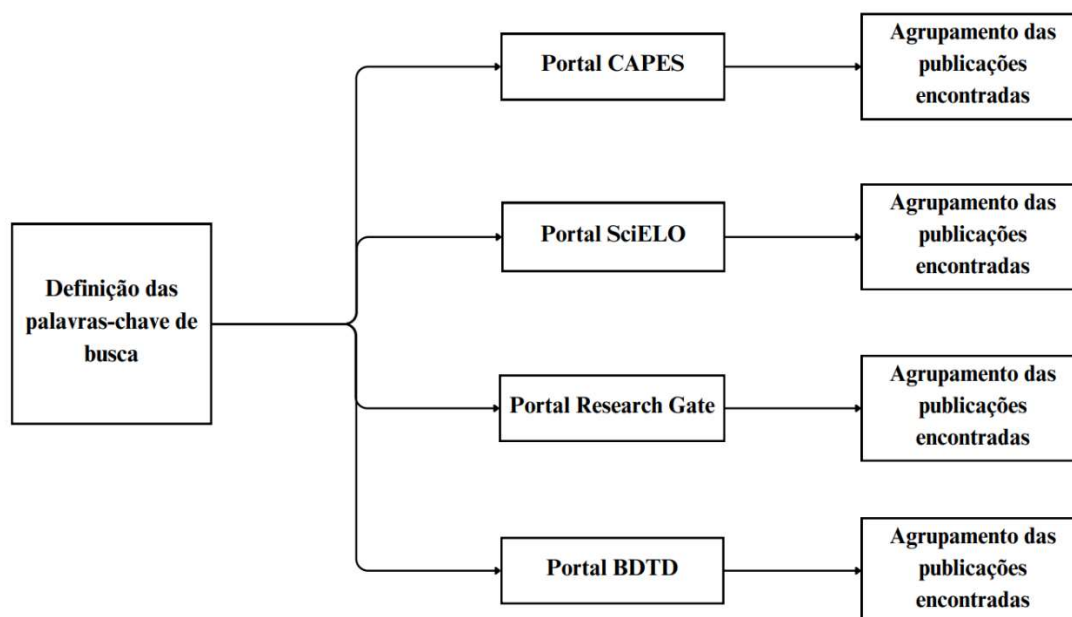 Definição das
palavras-chave de
busca
Portal CAPES
Agrupamento das
publicações
encontradas
Portal SciELO
Agrupamento das
publicações
encontradas
Portal Research Gate
Agrupamento das
publicações
encontradas
Portal BDTD
Agrupamento das
publicações
encontradas